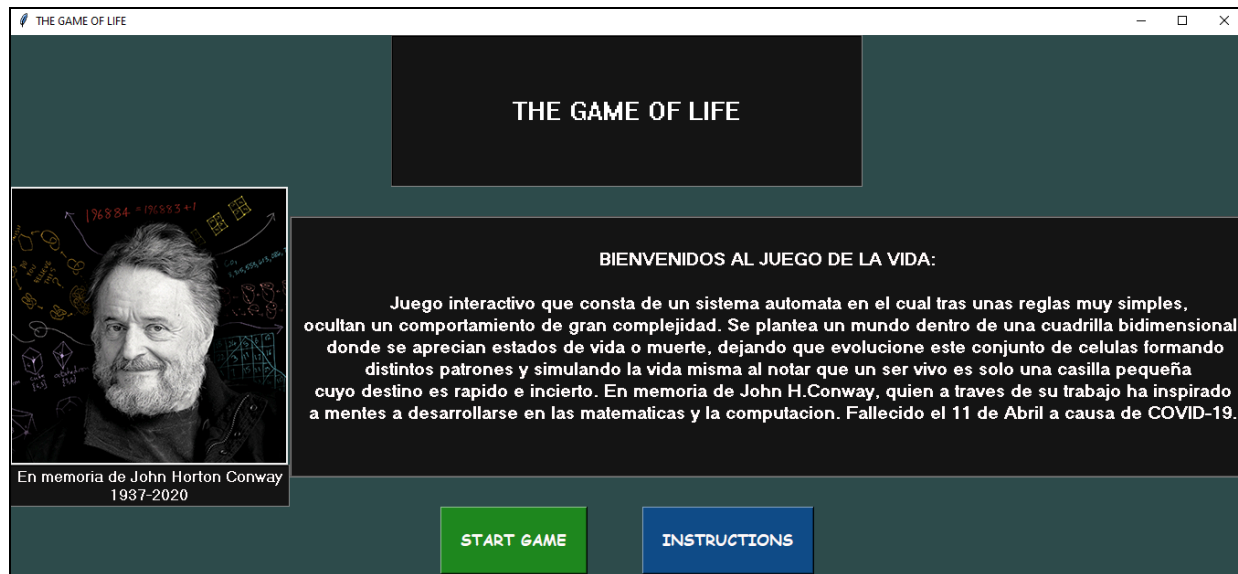 THE GAME OF LIFE
THE GAME OF LIFE
196884 = 196883+1
BIENVENIDOS AL JUEGO DE LA VIDA:
Juego interactivo que consta de un sistema automata en el cual tras unas reglas muy simples,
ocultan un comportamiento de gran complejidad. Se plantea un mundo dentro de una cuadrilla bidimensional
donde se aprecian estados de vida o muerte, dejando que evolucione este conjunto de celulas formando
distintos patrones y simulando la vida misma al notar que un ser vivo es solo una casilla pequeña
cuyo destino es rapido e incierto. En memoria de John H.Conway, quien a traves de su trabajo ha inspirado
a mentes a desarrollarse en las matematicas y la computacion. Fallecido el 11 de Abril a causa de COVID-19.
En memoria de John Horton Conway
1937-2020
START GAME
INSTRUCTIONS